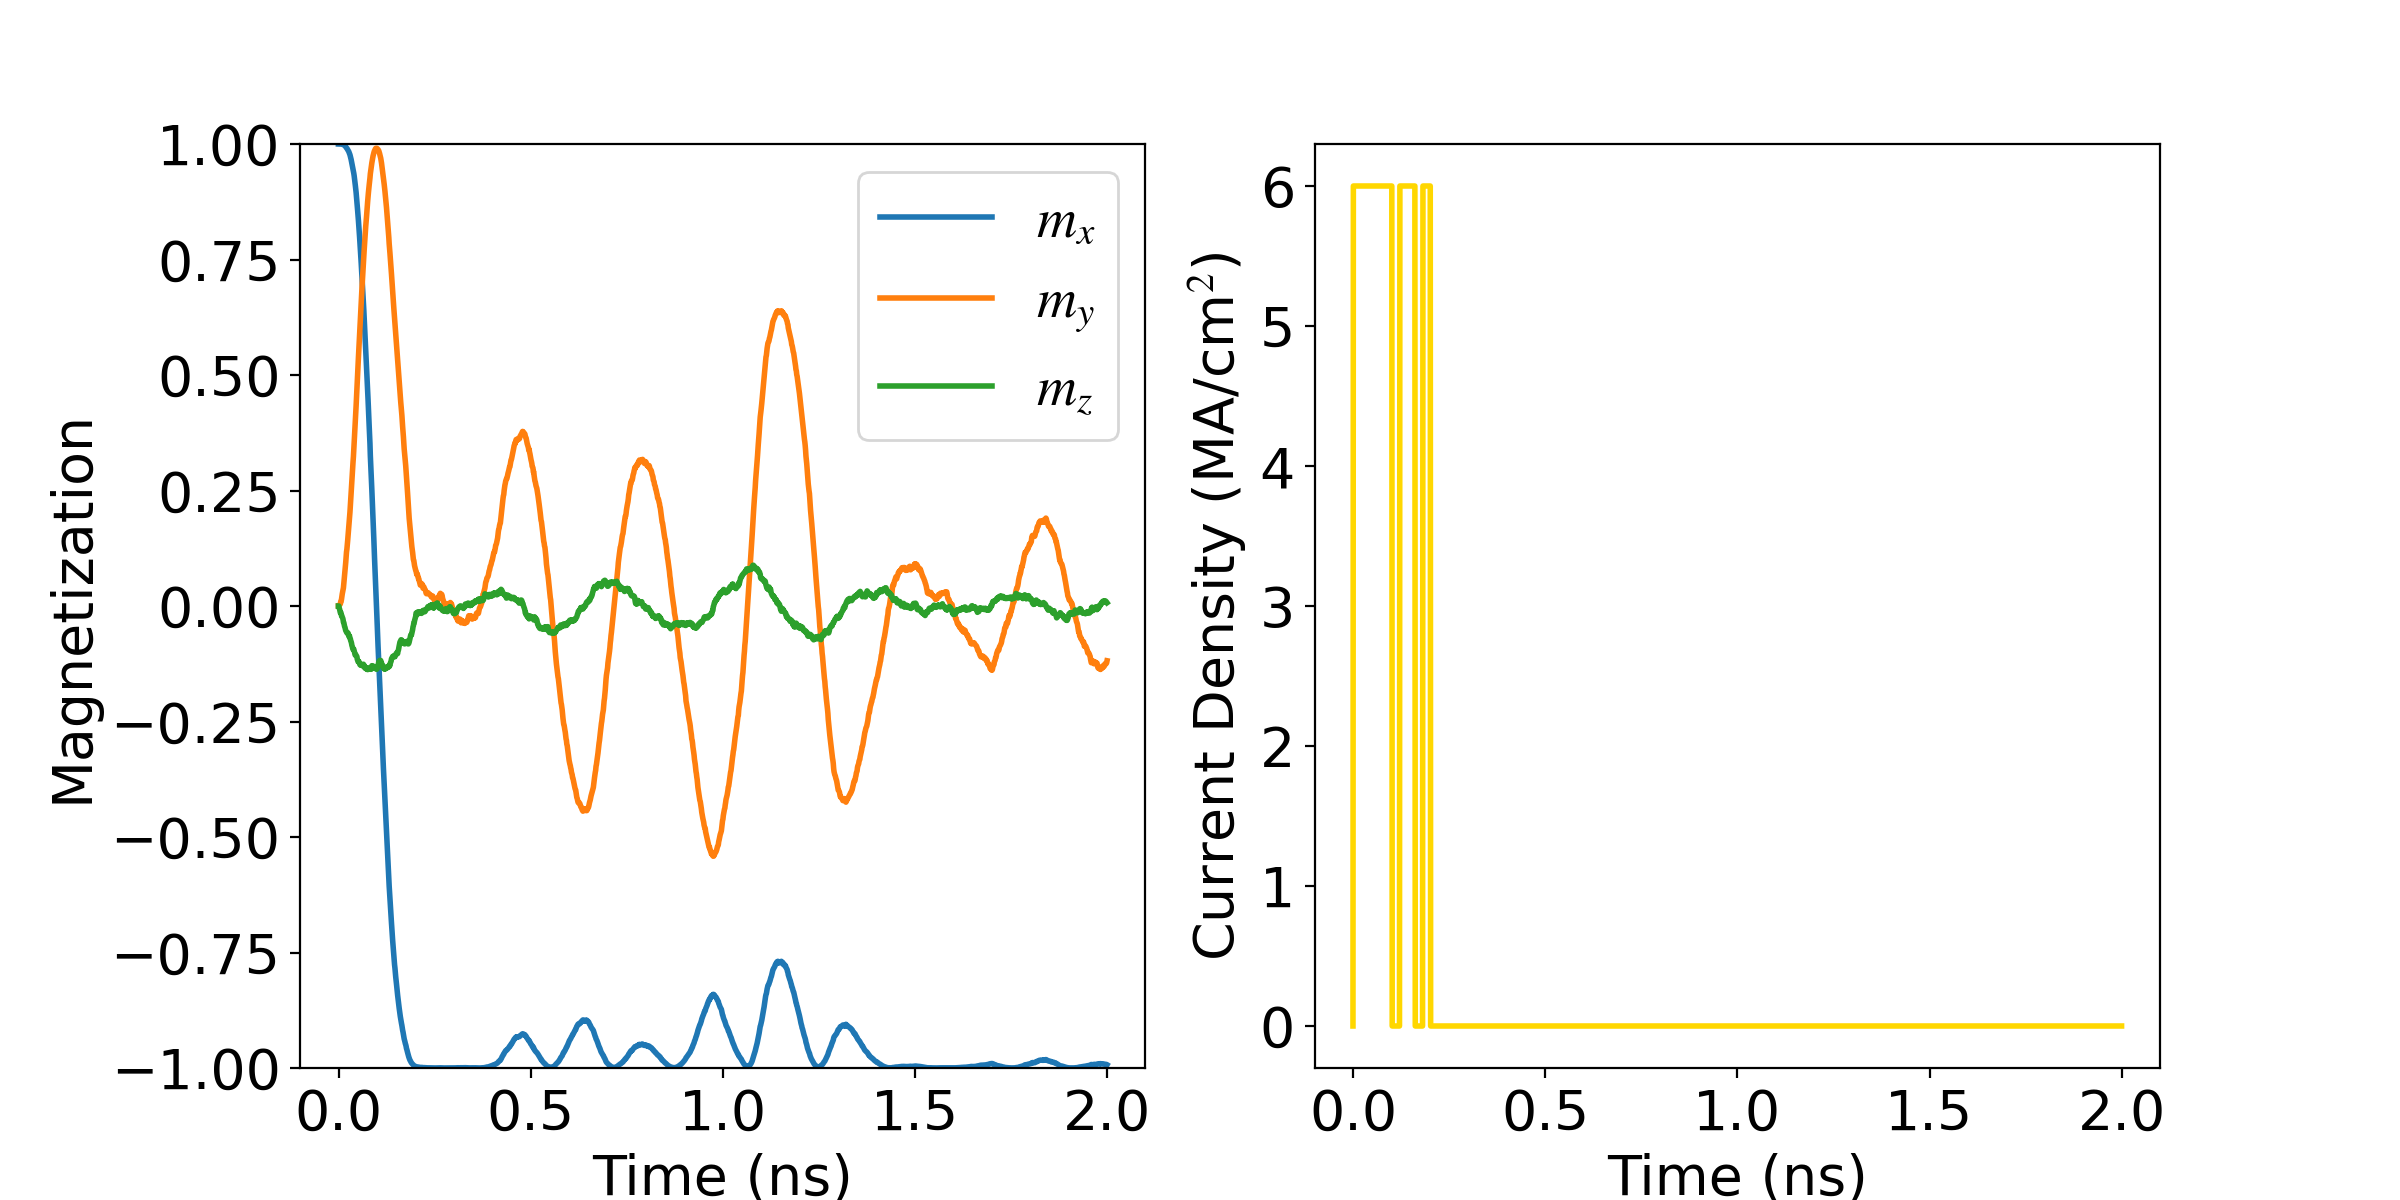 Magnetization
1.00
0.75
0.50
0.25
0.00
−0.25
−0.50
−0.75
−1.00
0.0 0.5 1.0 1.5 2.0
Time (ns)
m_x
m_y
m_z
Current Density (MA/cm²)
6
5
4
3
2
1
0
0.0 0.5 1.0 1.5 2.0
Time (ns)